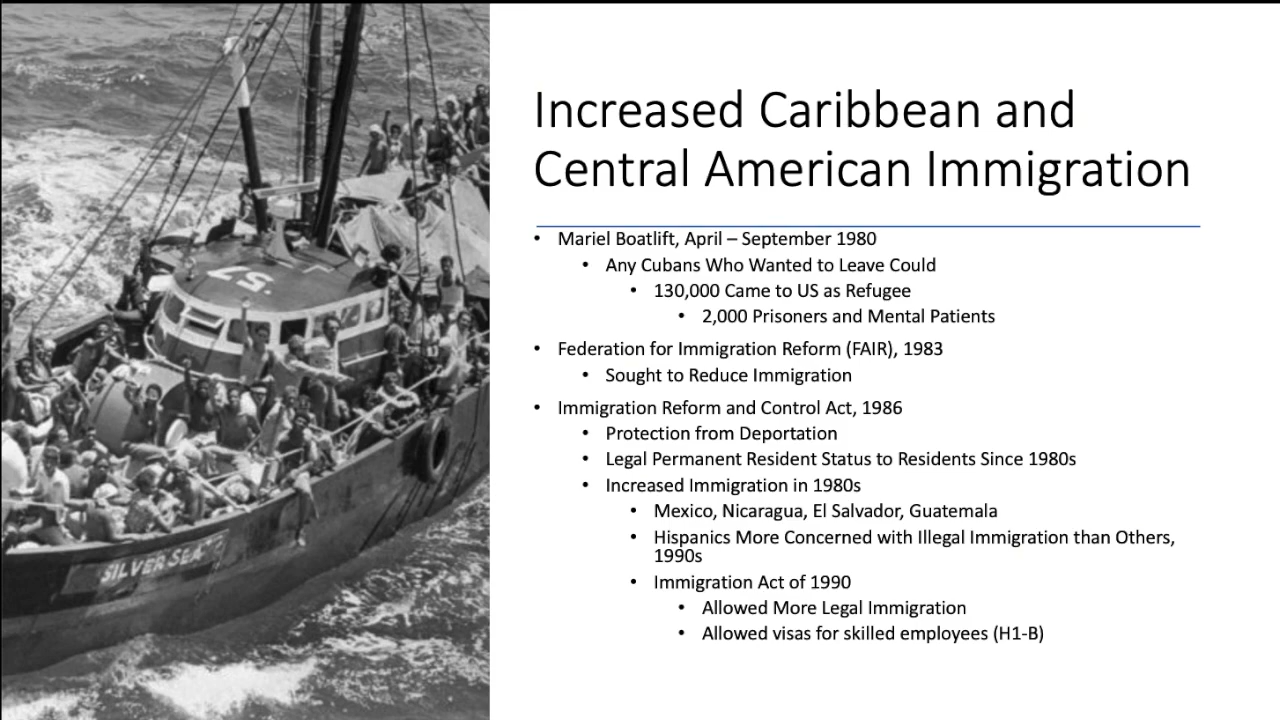 Increased Caribbean and
Central American Immigration
• Mariel Boatlift, April – September 1980
• Any Cubans Who Wanted to Leave Could
• 130,000 Came to US as Refugee
• 2,000 Prisoners and Mental Patients
• Federation for Immigration Reform (FAIR), 1983
• Sought to Reduce Immigration
• Immigration Reform and Control Act, 1986
• Protection from Deportation
• Legal Permanent Resident Status to Residents Since 1980s
• Increased Immigration in 1980s
• Mexico, Nicaragua, El Salvador, Guatemala
• Hispanics More Concerned with Illegal Immigration than Others,
1990s
• Immigration Act of 1990
• Allowed More Legal Immigration
• Allowed visas for skilled employees (H1-B)
SILVER SEA